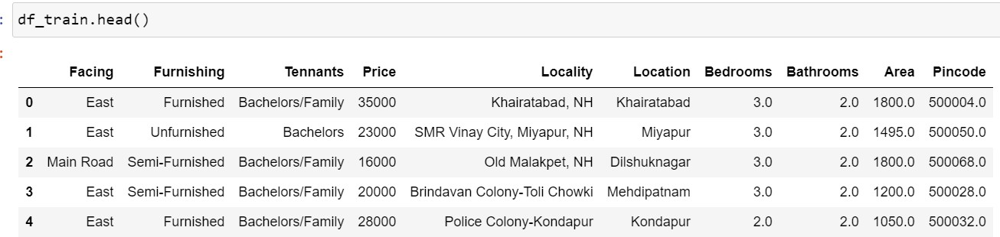 df_train.head()
Facing Furnishing Tennants Price Locality Location Bedrooms Bathrooms Area Pincode
0 East Furnished Bachelors/Family 35000 Khairatabad, NH Khairatabad 3.0 2.0 1800.0 500004.0
1 East Unfurnished Bachelors 23000 SMR Vinay City, Miyapur, NH Miyapur 3.0 2.0 1495.0 500050.0
2 Main Road Semi-Furnished Bachelors/Family 16000 Old Malakpet, NH Dilshuknagar 3.0 2.0 1800.0 500068.0
3 East Semi-Furnished Bachelors/Family 20000 Brindavan Colony-Toli Chowki Mehdipatnam 3.0 2.0 1200.0 500028.0
4 East Furnished Bachelors/Family 28000 Police Colony-Kondapur Kondapur 2.0 2.0 1050.0 500032.0